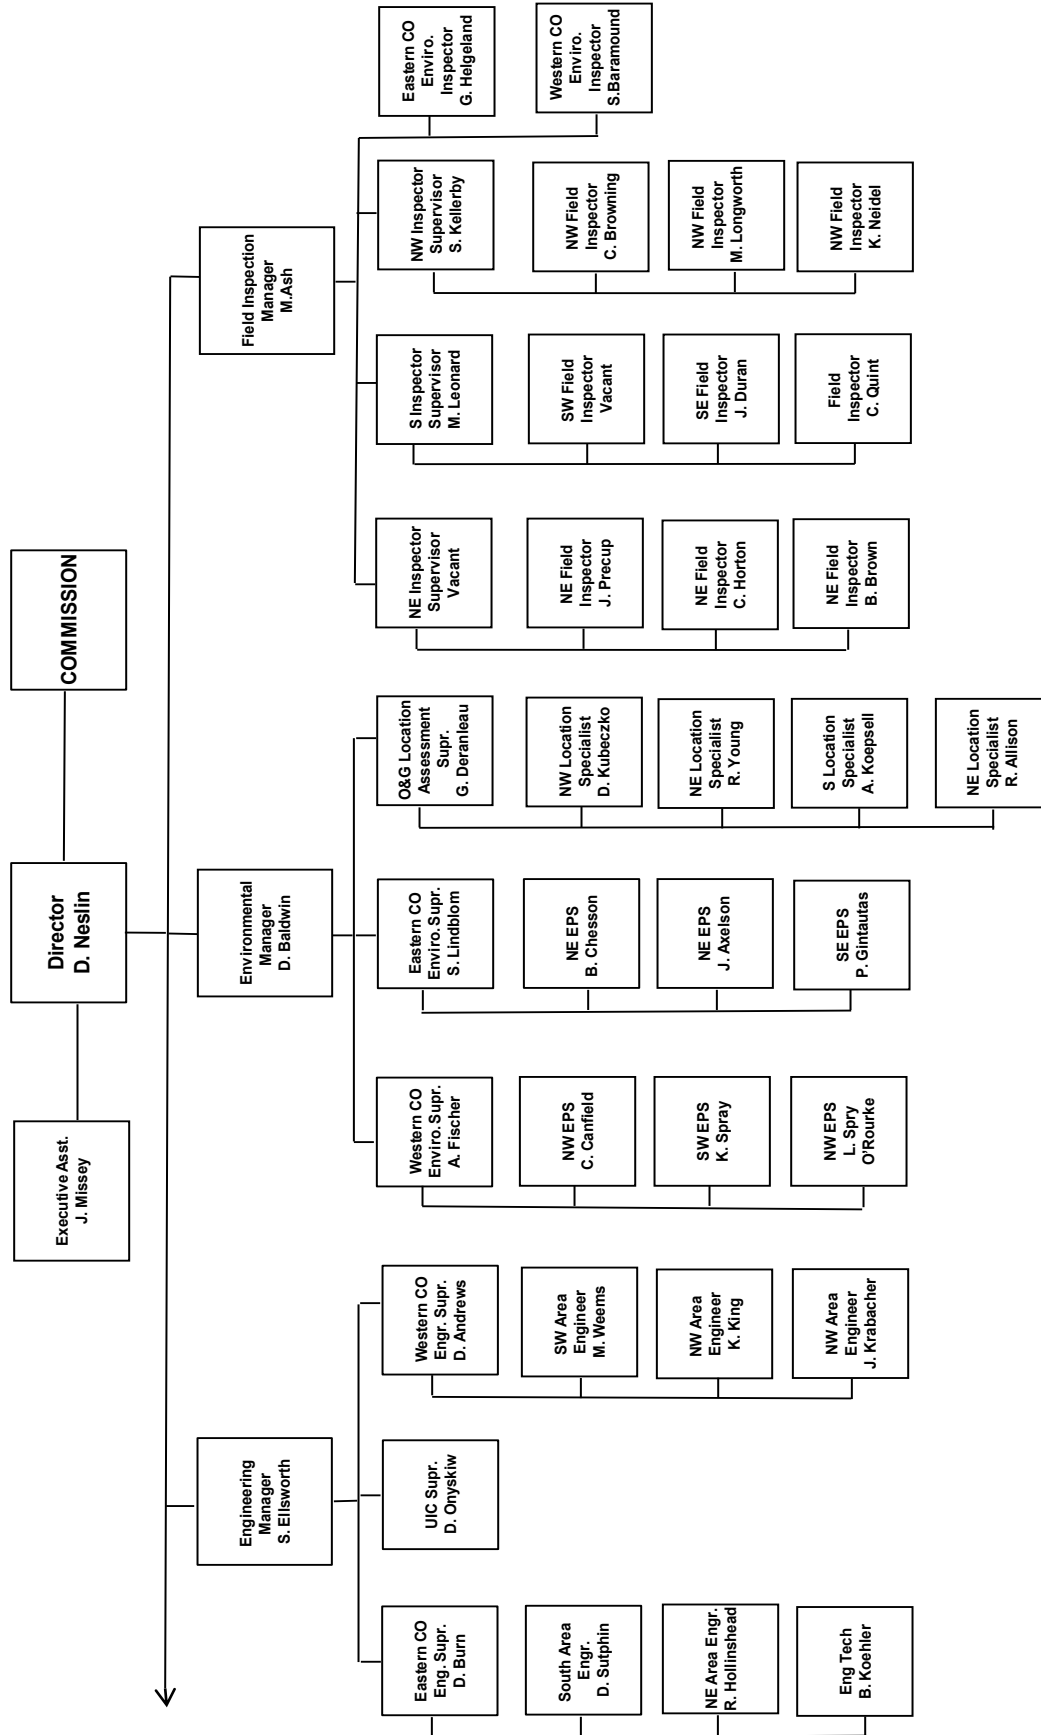 COMMISSION
Director
D. Neslin
Executive Asst.
J. Missey
Engineering
Manager
S. Ellsworth
Environmental
Manager
D. Baldwin
Field Inspection
Manager
M.Ash
Eastern CO
Eng. Supr.
D. Burn
UIC Supr.
D. Onyskiw
Western CO
Engr. Supr.
D. Andrews
Western CO
Enviro. Supr.
A. Fischer
Eastern CO
Enviro. Supr.
S. Lindblom
O&G Location
Assessment
Supr.
G. Deranleau
NE Inspector
Supervisor
Vacant
S Inspector
Supervisor
M. Leonard
NW Inspector
Supervisor
S. Kellerby
Eastern CO
Enviro.
Inspector
G. Helgeland
Western CO
Enviro.
Inspector
S.Baramound
South Area
Engr.
D. Sutphin
SW Area
Engineer
M. Weems
NW EPS
C. Canfield
NE EPS
B. Chesson
NW Location
Specialist
D. Kubeczko
NE Field
Inspector
J. Precup
SW Field
Inspector
Vacant
NW Field
Inspector
C. Browning
NE Area Engr.
R. Hollinshead
NW Area
Engineer
K. King
SW EPS
K. Spray
NE EPS
J. Axelson
NE Location
Specialist
R. Young
NE Field
Inspector
C. Horton
SE Field
Inspector
J. Duran
NW Field
Inspector
M. Longworth
Eng Tech
B. Koehler
NW Area
Engineer
J. Krabacher
NW EPS
L. Spry
O'Rourke
SE EPS
P. Gintautas
S Location
Specialist
A. Koepsell
NE Field
Inspector
B. Brown
Field
Inspector
C. Quint
NW Field
Inspector
K. Neidel
NE Location
Specialist
R. Allison